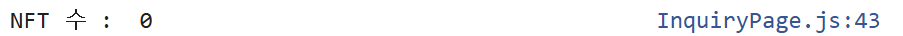 NFT 수 :  0 InquiryPage.js:43